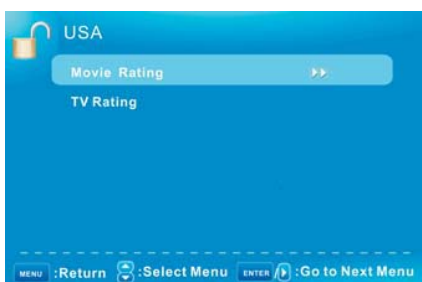 USA
Movie Rating
TV Rating
MENU :Return :Select Menu ENTER / :Go to Next Menu